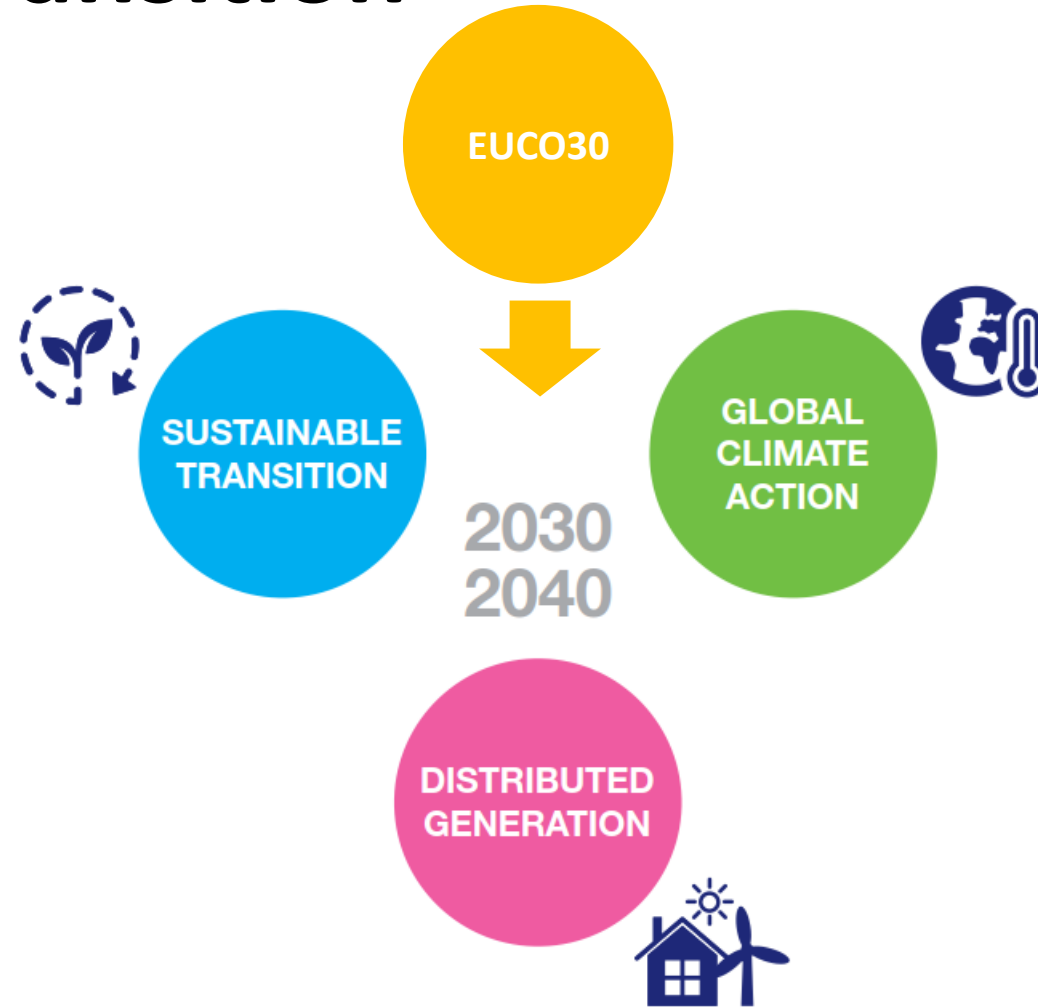 EUCO30
SUSTAINABLE
TRANSITION
GLOBAL
CLIMATE
ACTION
2030
2040
DISTRIBUTED
GENERATION